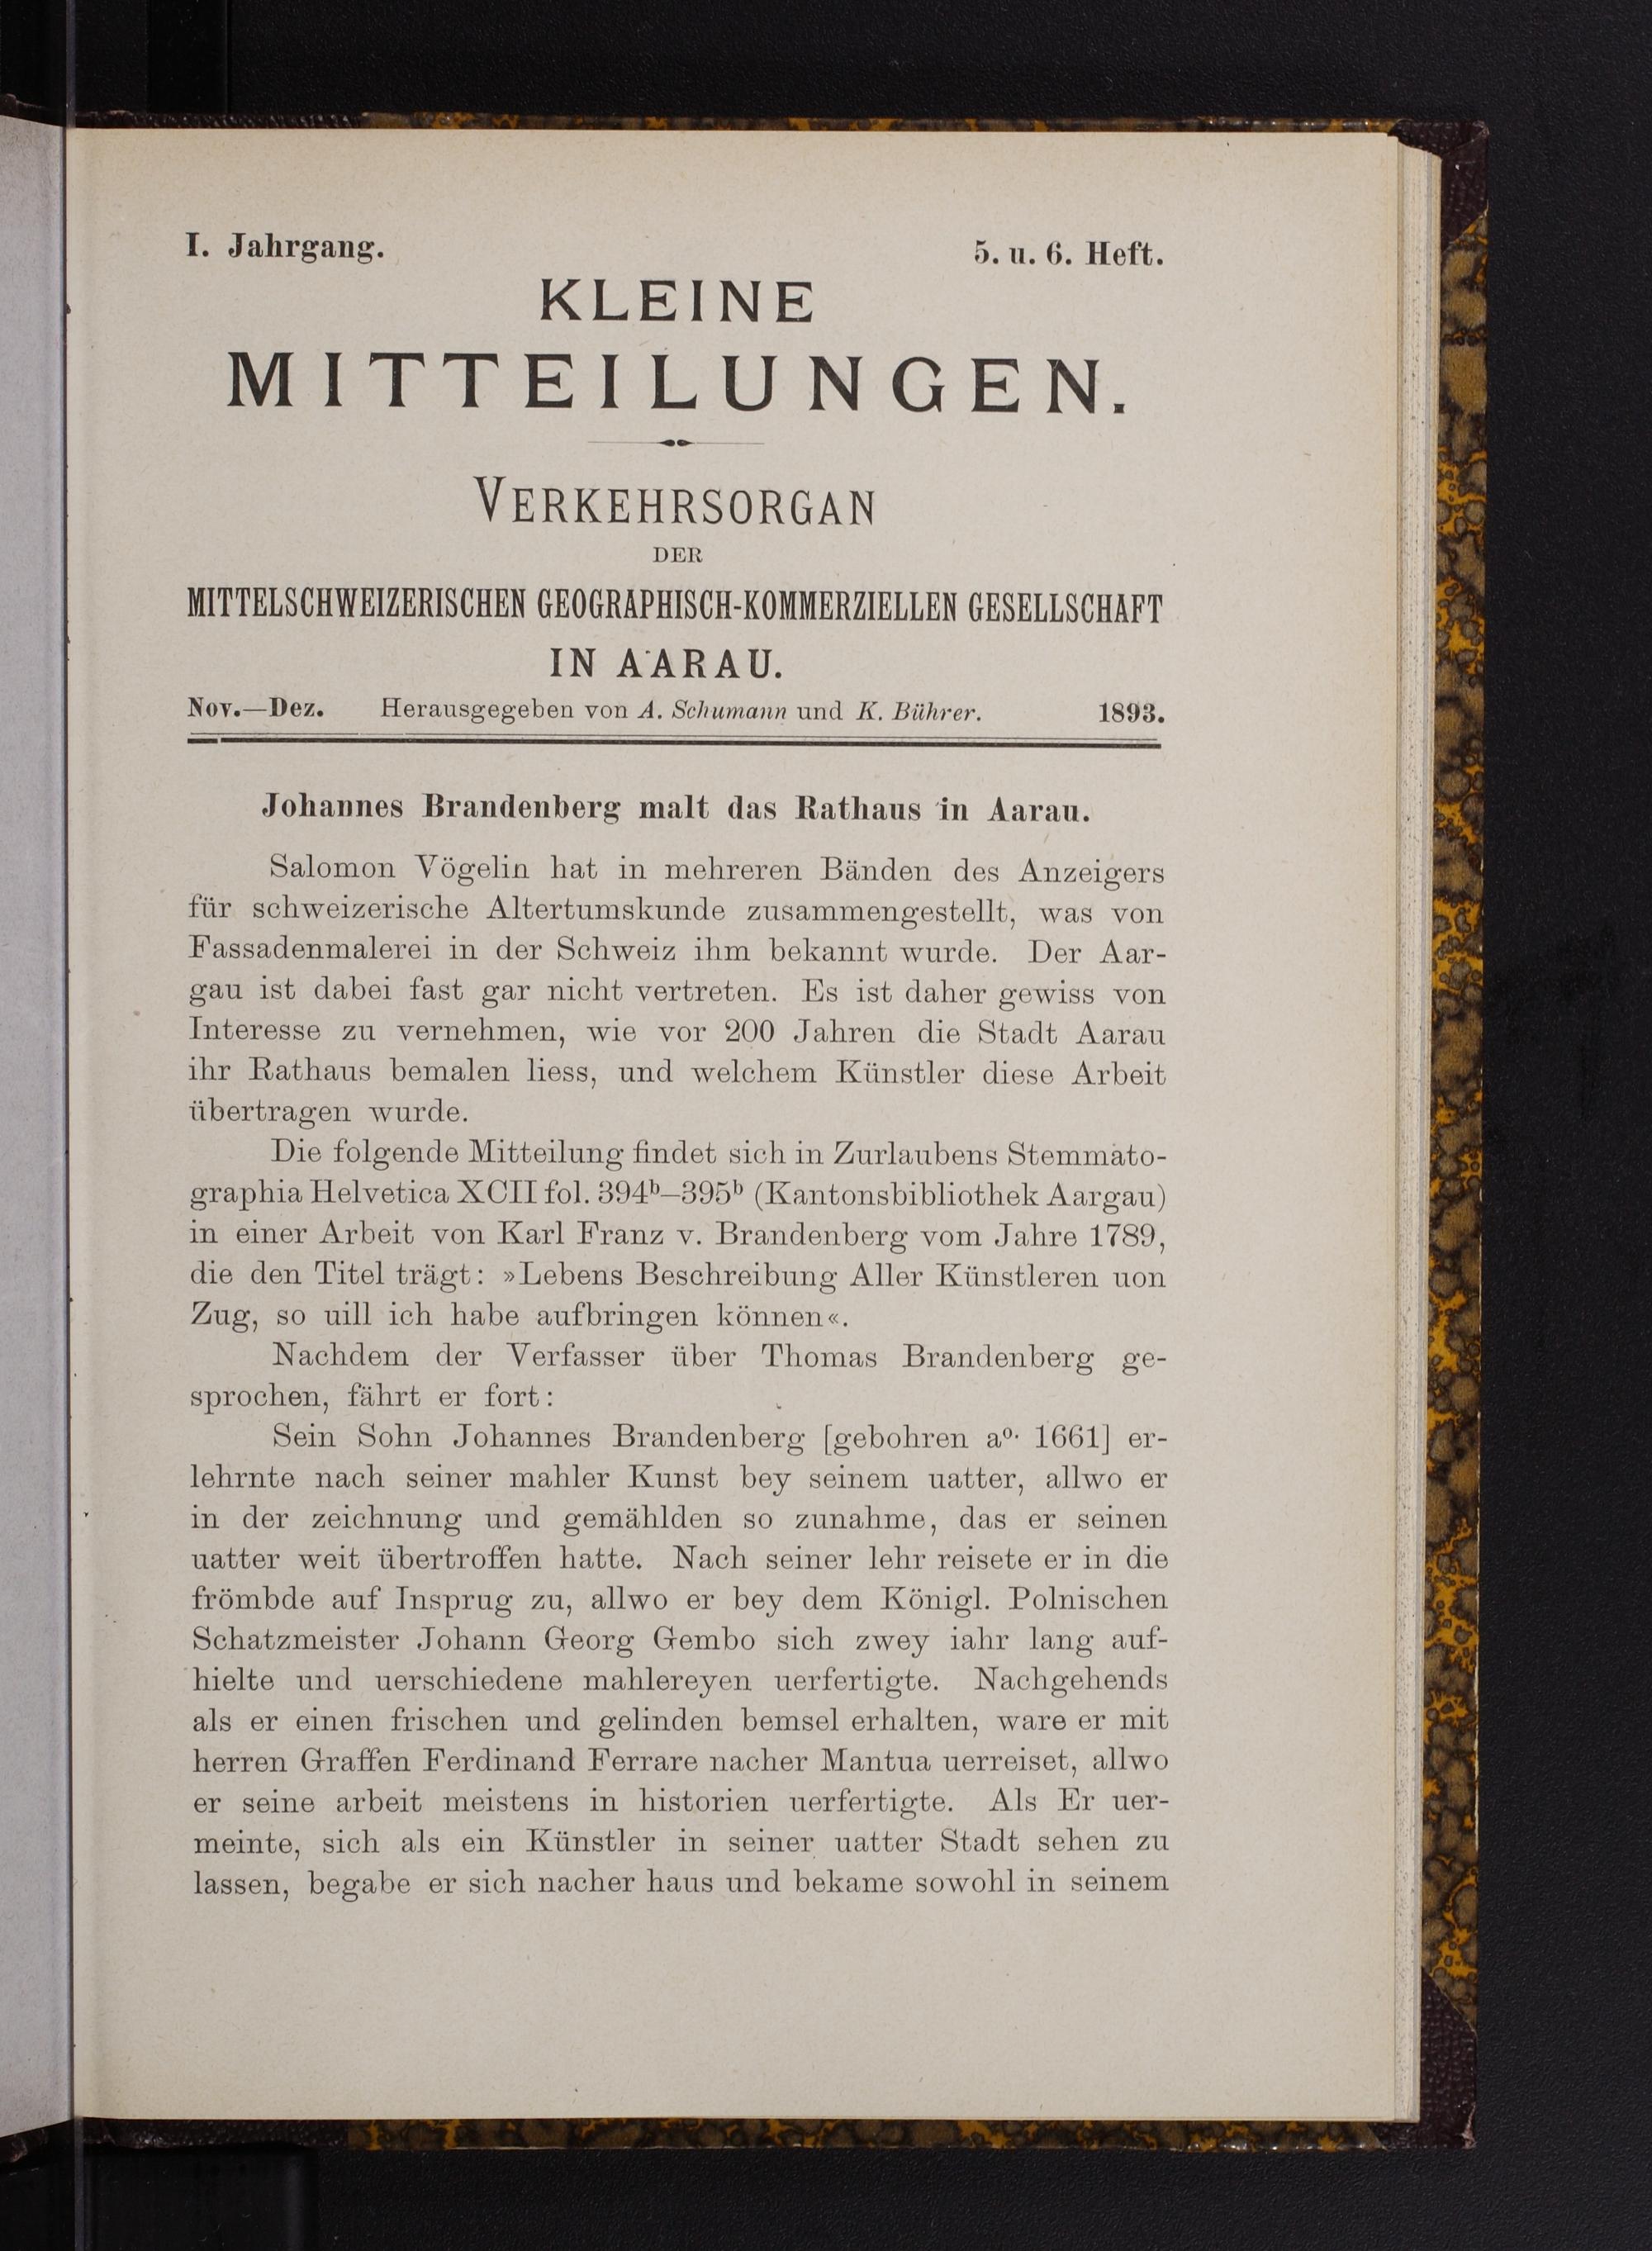 I. Jahrgang. 5. u. 6. Heft.
KLEINE
MITTEILUNGEN.
VERKEHRSORGAN
DER
MITTELSCHWEIZERISCHEN GEOGRAPHISCH-KOMMERZIELLEN GESELLSCHAFT
IN AARAU.
Nov.—Dez. Herausgegeben von A. Schumann und K. Bührer. 1893.
Johannes Brandenberg malt das Rathaus in Aarau.
Salomon Vögelin hat in mehreren Bänden des Anzeigers
für schweizerische Altertumskunde zusammengestellt, was von
Fassadenmalerei in der Schweiz ihm bekannt wurde. Der Aar-
gau ist dabei fast gar nicht vertreten. Es ist daher gewiss von
Interesse zu vernehmen, wie vor 200 Jahren die Stadt Aarau
ihr Rathaus bemalen liess, und welchem Künstler diese Arbeit
übertragen wurde.
Die folgende Mitteilung findet sich in Zurlaubens Stemmato-
graphia Helvetica XCII fol. 394ᵇ–395ᵇ (Kantonsbibliothek Aargau)
in einer Arbeit von Karl Franz v. Brandenberg vom Jahre 1789,
die den Titel trägt: »Lebens Beschreibung Aller Künstleren uon
Zug, so uill ich habe aufbringen können«.
Nachdem der Verfasser über Thomas Brandenberg ge-
sprochen, fährt er fort:
Sein Sohn Johannes Brandenberg [gebohren aº· 1661] er-
lehrnte nach seiner mahler Kunst bey seinem uatter, allwo er
in der zeichnung und gemählden so zunahme, das er seinen
uatter weit übertroffen hatte. Nach seiner lehr reisete er in die
frömbde auf Insprug zu, allwo er bey dem Königl. Polnischen
Schatzmeister Johann Georg Gembo sich zwey iahr lang auf-
hielte und uerschiedene mahlereyen uerfertigte. Nachgehends
als er einen frischen und gelinden bemsel erhalten, ware er mit
herren Graffen Ferdinand Ferrare nacher Mantua uerreiset, allwo
er seine arbeit meistens in historien uerfertigte. Als Er uer-
meinte, sich als ein Künstler in seiner uatter Stadt sehen zu
lassen, begabe er sich nacher haus und bekame sowohl in seinem